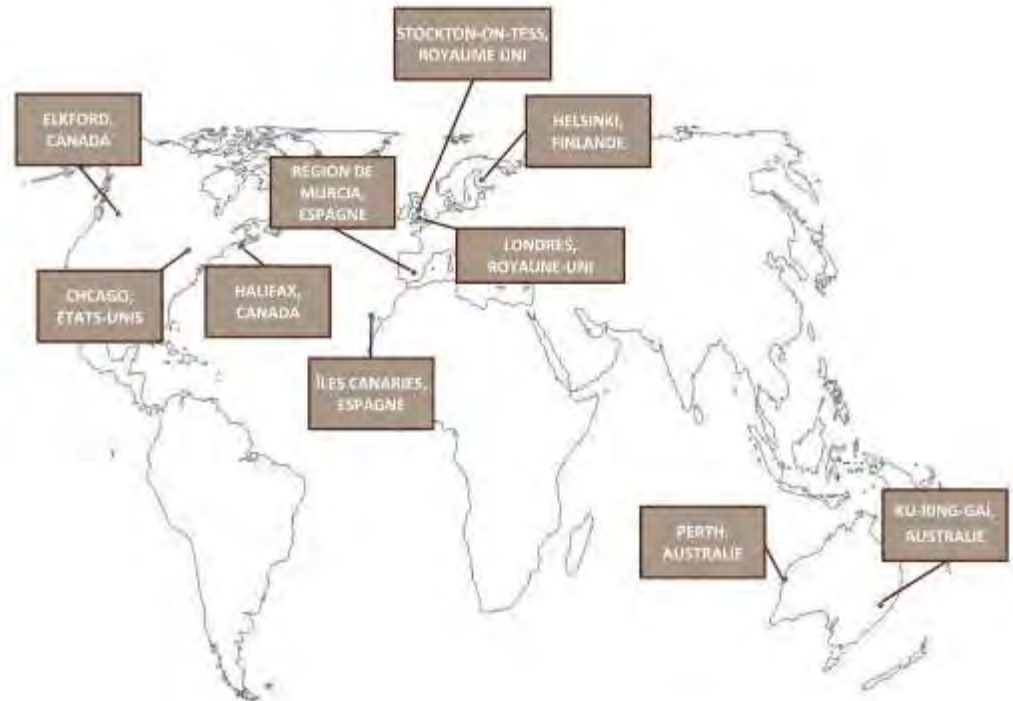 STOCKTON-ON-TESS,
ROYAUME UNI
ELKFORD,
CANADA
HELSINKI,
FINLANDE
RÉGION DE
MURCIA,
ESPAGNE
LONDRES,
ROYAUNE-UNI
CHCAGO,
ÉTATS-UNIS
HALIFAX,
CANADA
ÎLES CANARIES,
ESPAGNE
KU-RING-GAI,
AUSTRALIE
PERTH,
AUSTRALIE